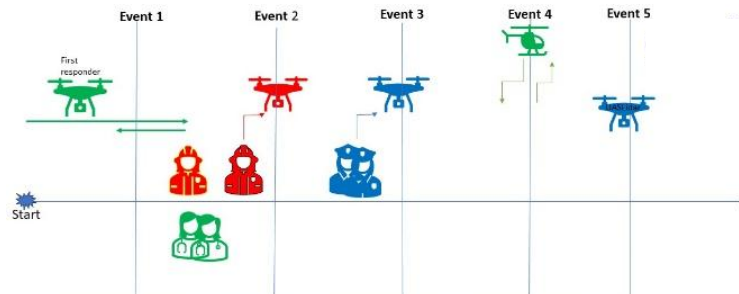 Event 1
Event 2
Event 3
Event 4
Event 5
First
responder
Start